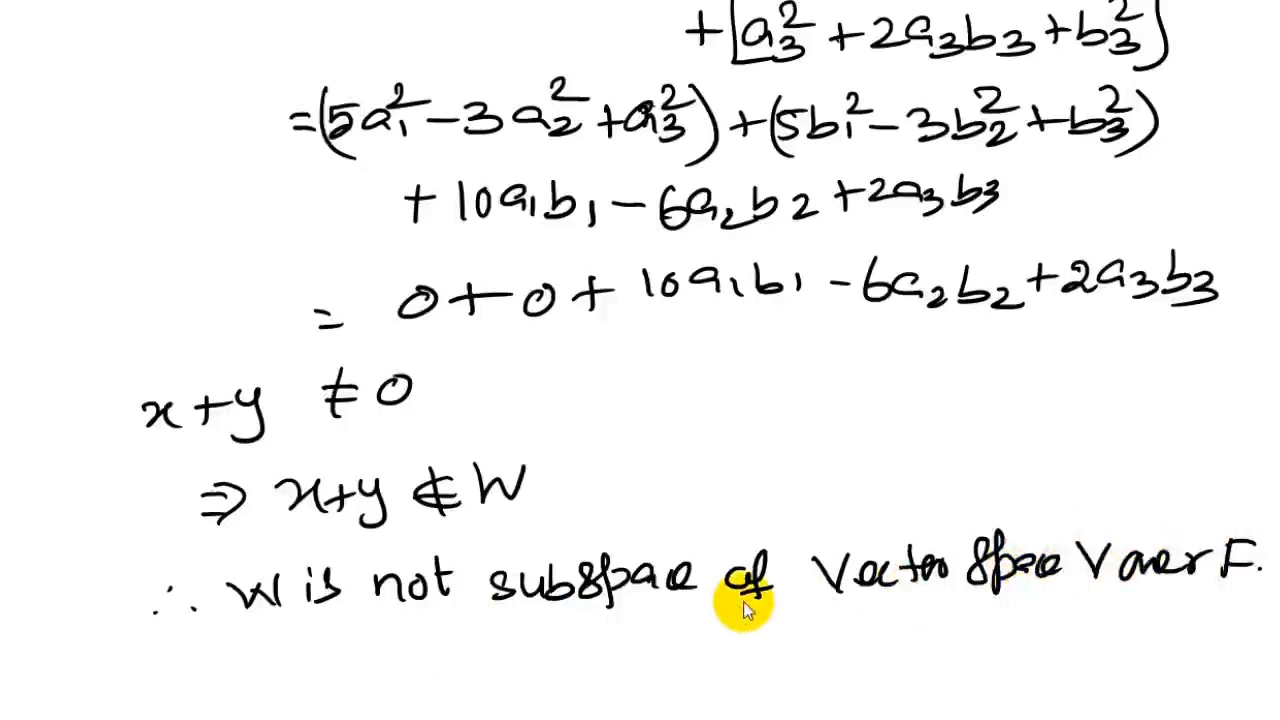 +[a₃² + 2a₃b₃ + b₃²]
= (5a₁² − 3a₂² + a₃²) + (5b₁² − 3b₂² + b₃²)
+ 10a₁b₁ − 6a₂b₂ + 2a₃b₃
= 0 + 0 + 10a₁b₁ − 6a₂b₂ + 2a₃b₃
x + y ≠ 0
⇒ x + y ∉ W
∴ W is not subspace of Vector space V over F.